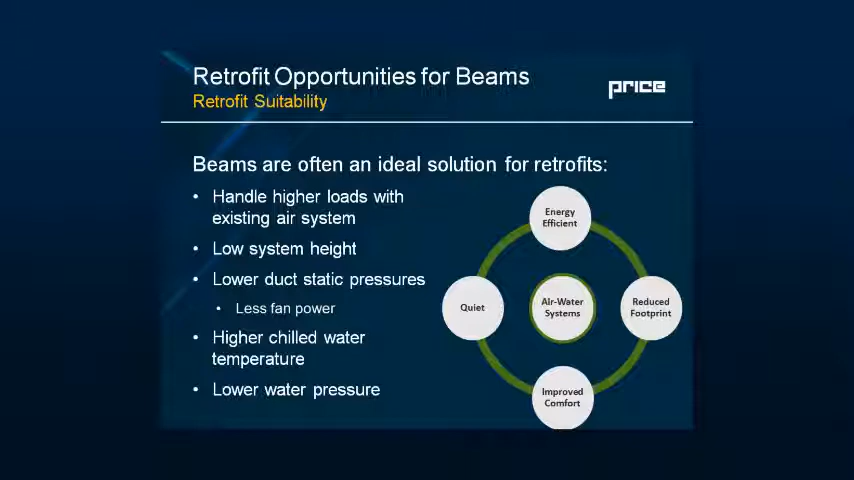 Retrofit Opportunities for Beams
Retrofit Suitability
price
Beams are often an ideal solution for retrofits:
• Handle higher loads with
existing air system
• Low system height
• Lower duct static pressures
• Less fan power
• Higher chilled water
temperature
• Lower water pressure
Energy
Efficient
Quiet
Air-Water
Systems
Reduced
Footprint
Improved
Comfort